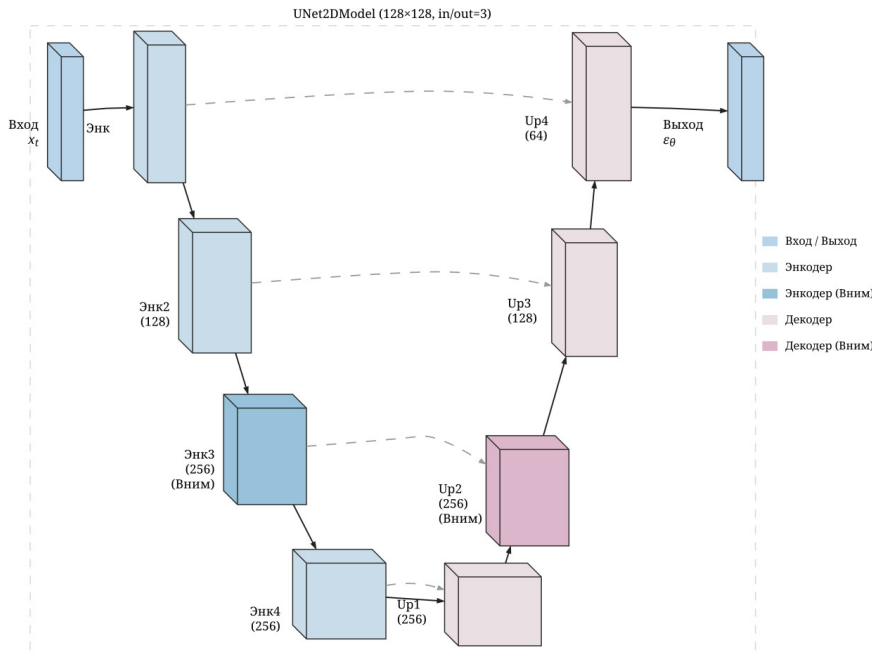 UNet2DModel (128×128, in/out=3)
Вход
x_t
Энк
Up4
(64)
Выход
ε_θ
Энк2
(128)
Up3
(128)
Энк3
(256)
(Вним)
Up2
(256)
(Вним)
Энк4
(256)
Up1
(256)
Вход / Выход
Энкодер
Энкодер (Вним)
Декодер
Декодер (Вним)